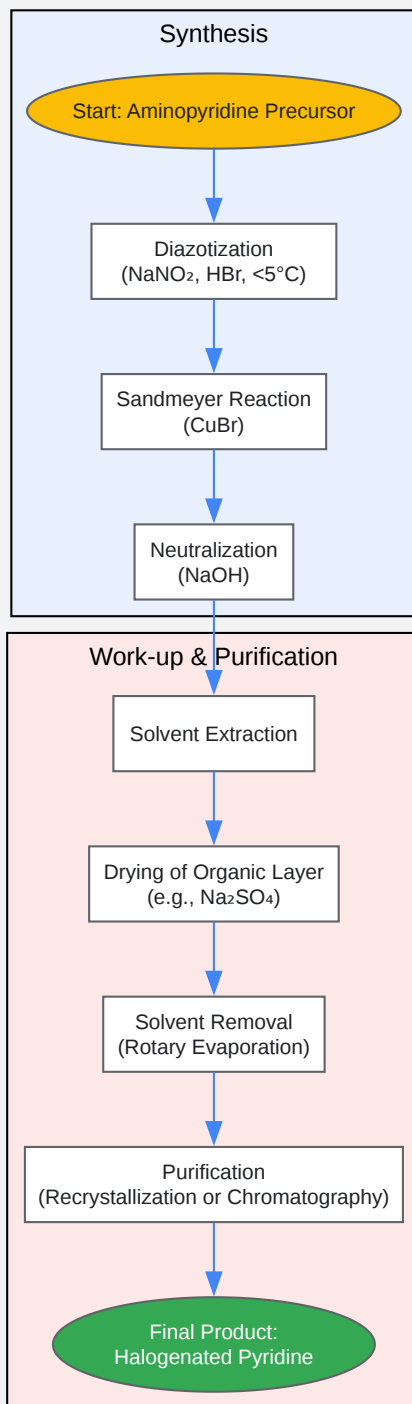 Synthesis
Start: Aminopyridine Precursor
Diazotization
(NaNO₂, HBr, <5°C)
Sandmeyer Reaction
(CuBr)
Neutralization
(NaOH)
Work-up & Purification
Solvent Extraction
Drying of Organic Layer
(e.g., Na₂SO₄)
Solvent Removal
(Rotary Evaporation)
Purification
(Recrystallization or Chromatography)
Final Product:
Halogenated Pyridine